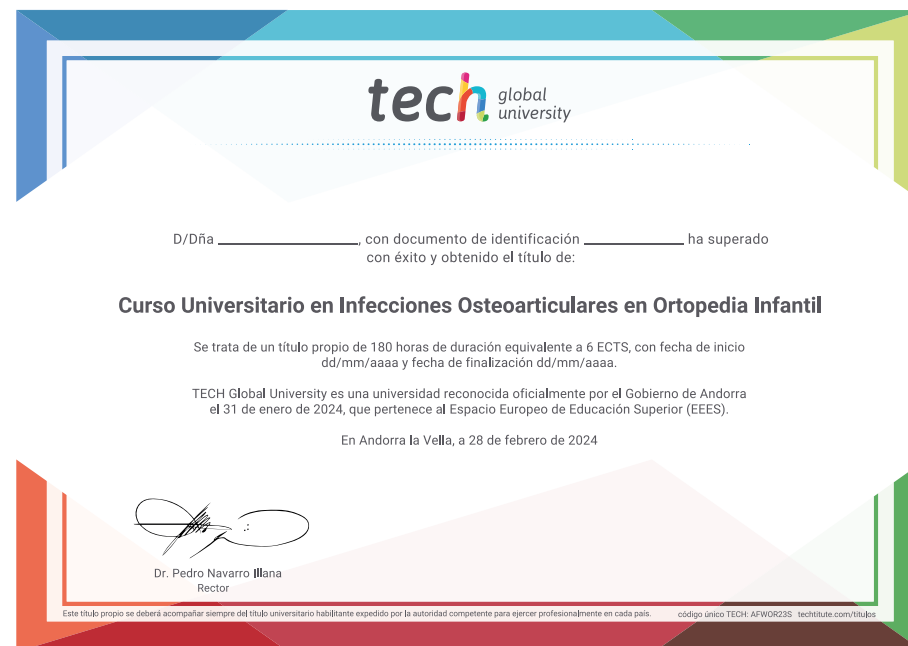 tech global university
D/Dña ________________, con documento de identificación ____________ ha superado
con éxito y obtenido el título de:
Curso Universitario en Infecciones Osteoarticulares en Ortopedia Infantil
Se trata de un título propio de 180 horas de duración equivalente a 6 ECTS, con fecha de inicio
dd/mm/aaaa y fecha de finalización dd/mm/aaaa.
TECH Global University es una universidad reconocida oficialmente por el Gobierno de Andorra
el 31 de enero de 2024, que pertenece al Espacio Europeo de Educación Superior (EEES).
En Andorra la Vella, a 28 de febrero de 2024
Dr. Pedro Navarro Illana
Rector
Este título propio se deberá acompañar siempre del título universitario habilitante expedido por la autoridad competente para ejercer profesionalmente en cada país. código único TECH: AFWOR23S techtitute.com/titulos